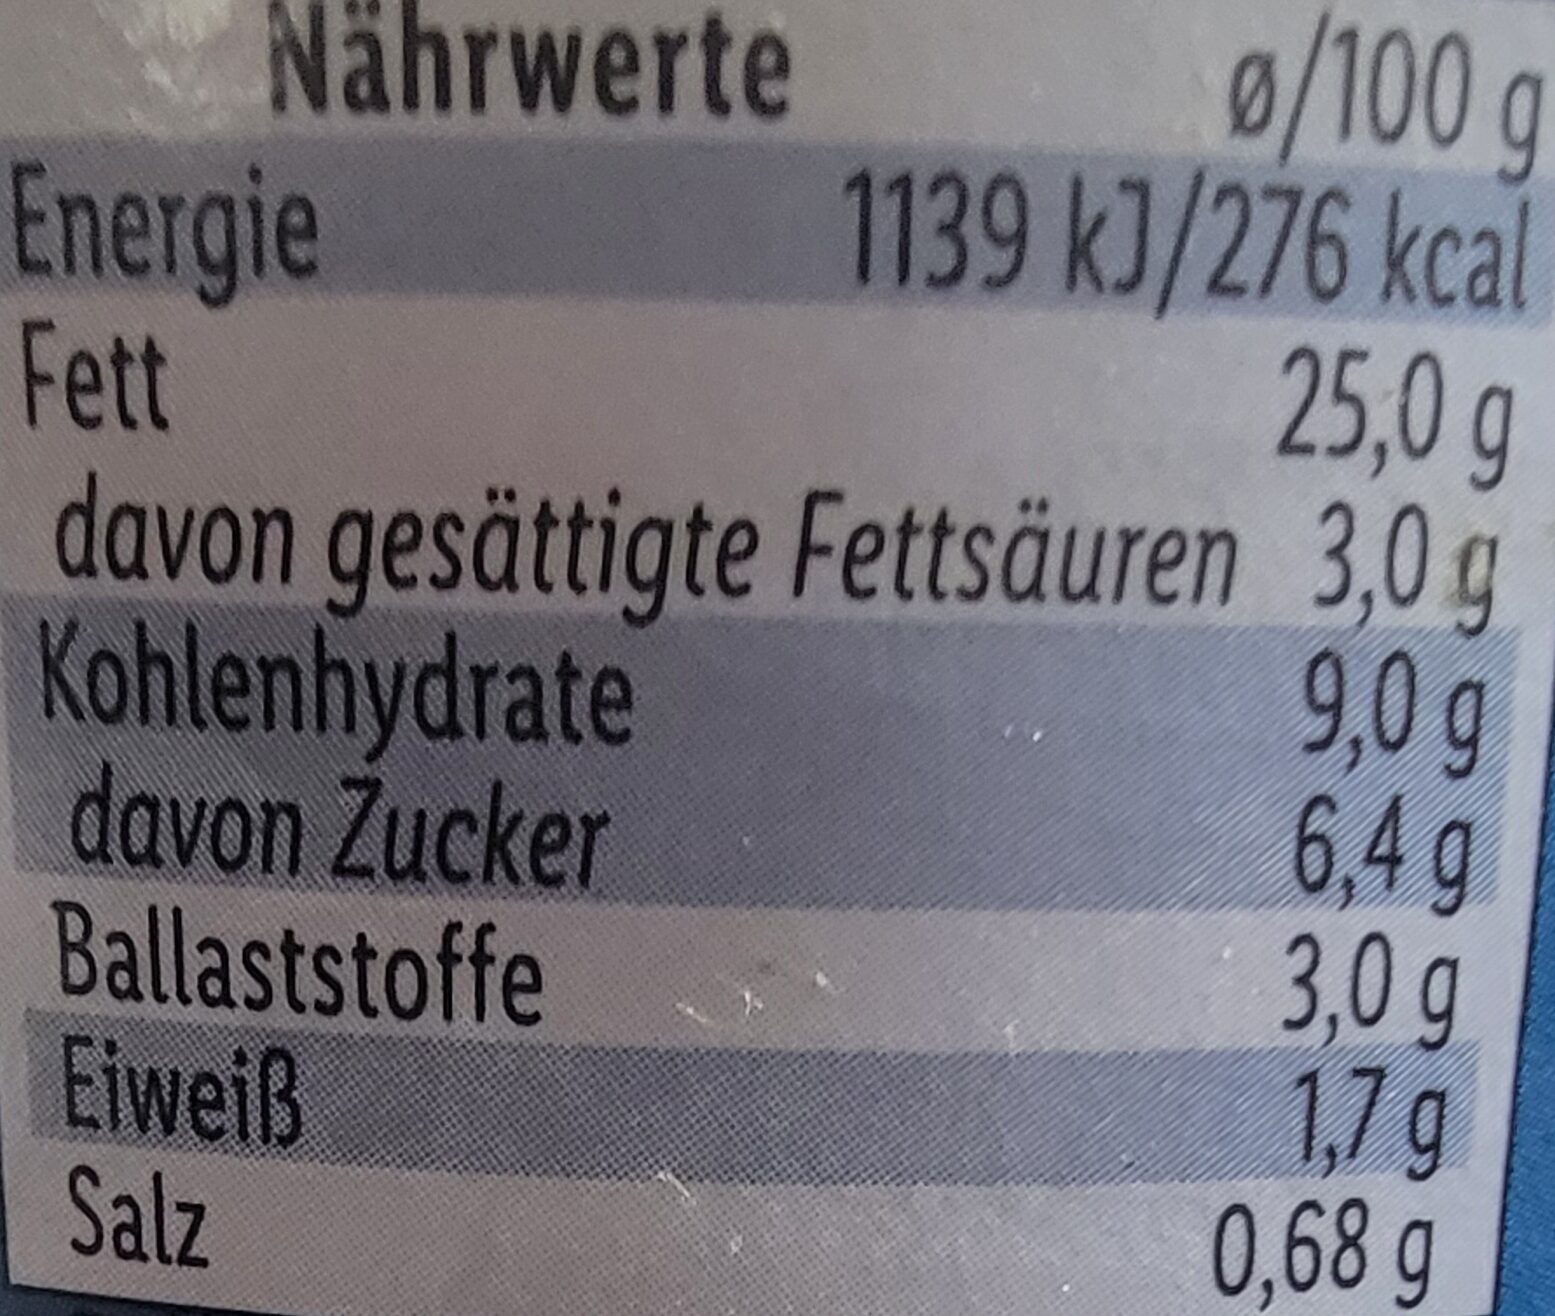 Nährwerte ø/100 g
Energie 1139 kJ/276 kcal
Fett 25,0 g
davon gesättigte Fettsäuren 3,0 g
Kohlenhydrate 9,0 g
davon Zucker 6,4 g
Ballaststoffe 3,0 g
Eiweiß 1,7 g
Salz 0,68 g